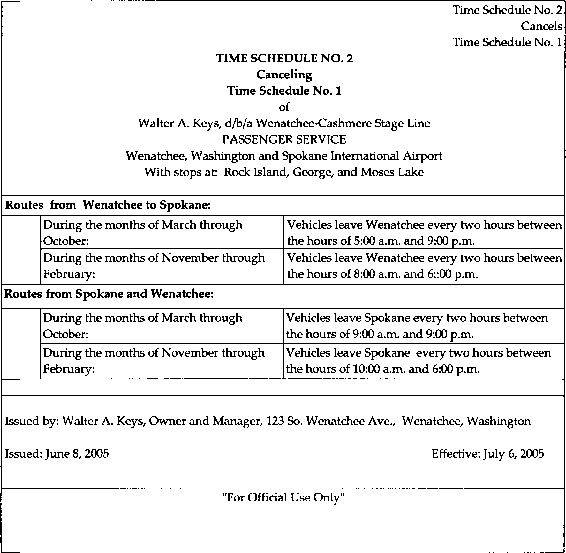 Time Schedule No. 2
Cancels
Time Schedule No. 1
TIME SCHEDULE NO. 2
Canceling
Time Schedule No. 1
of
Walter A. Keys, d/b/a Wenatchee-Cashmere Stage Line
PASSENGER SERVICE
Wenatchee, Washington and Spokane International Airport
With stops at: Rock Island, George, and Moses Lake
Routes from Wenatchee to Spokane:
During the months of March through
October:
Vehicles leave Wenatchee every two hours between
the hours of 5:00 a.m. and 9:00 p.m.
During the months of November through
February:
Vehicles leave Wenatchee every two hours between
the hours of 8:00 a.m. and 6::00 p.m.
Routes from Spokane and Wenatchee:
During the months of March through
October:
Vehicles leave Spokane every two hours between
the hours of 9:00 a.m. and 9:00 p.m.
During the months of November through
February:
Vehicles leave Spokane every two hours between
the hours of 10:00 a.m. and 6:00 p.m.
Issued by: Walter A. Keys, Owner and Manager, 123 So. Wenatchee Ave., Wenatchee, Washington
Issued: June 8, 2005 Effective: July 6, 2005
"For Official Use Only"